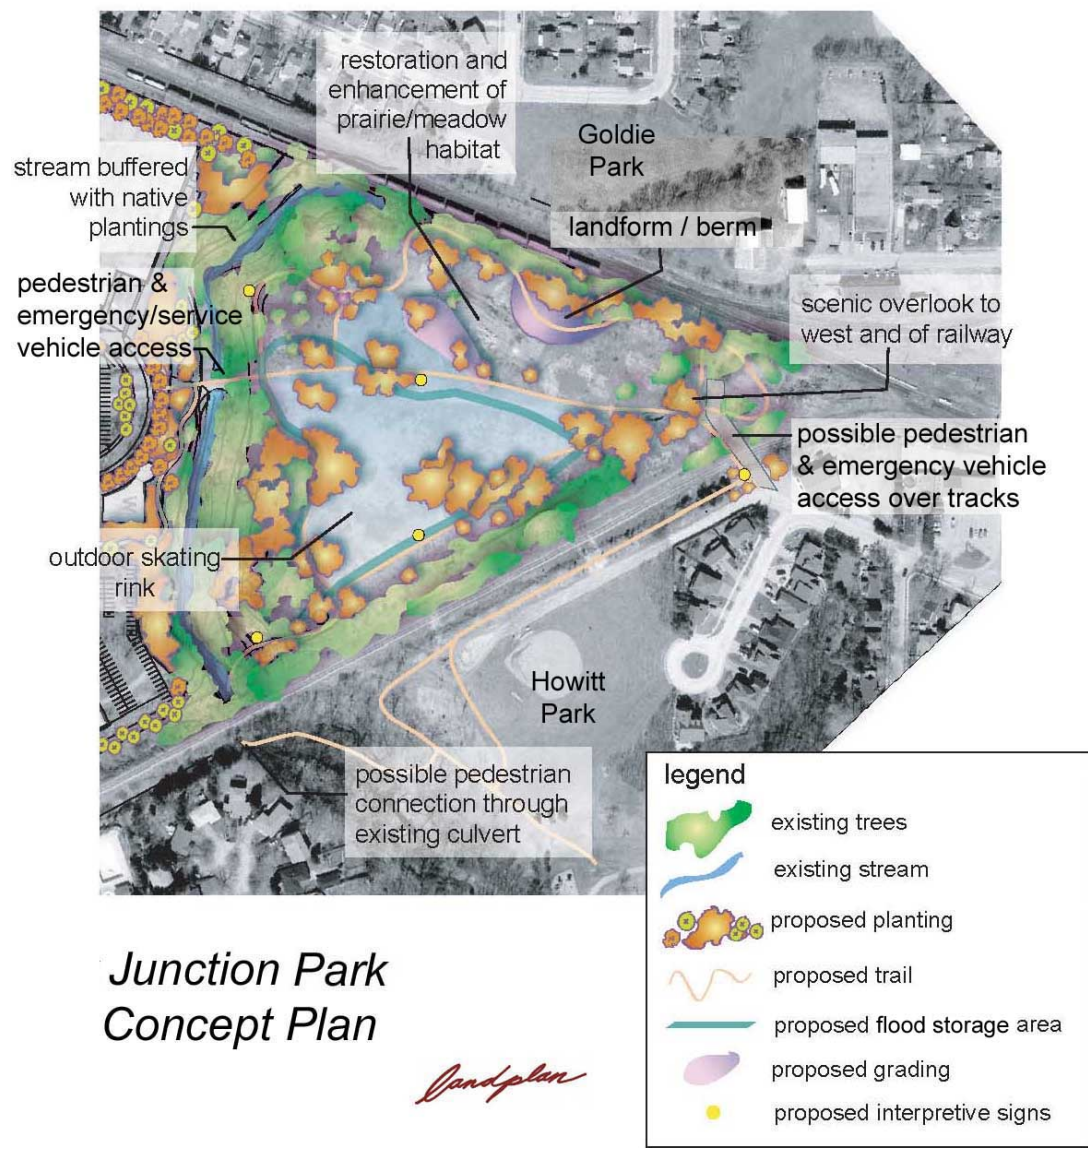 restoration and
enhancement of
prairie/meadow
habitat
Goldie
Park
stream buffered
with native
plantings
landform / berm
pedestrian &
emergency/service
vehicle access
scenic overlook to
west and of railway
possible pedestrian
& emergency vehicle
access over tracks
outdoor skating
rink
Howitt
Park
possible pedestrian
connection through
existing culvert
legend
existing trees
existing stream
proposed planting
proposed trail
proposed flood storage area
proposed grading
proposed interpretive signs
Junction Park
Concept Plan
landplan